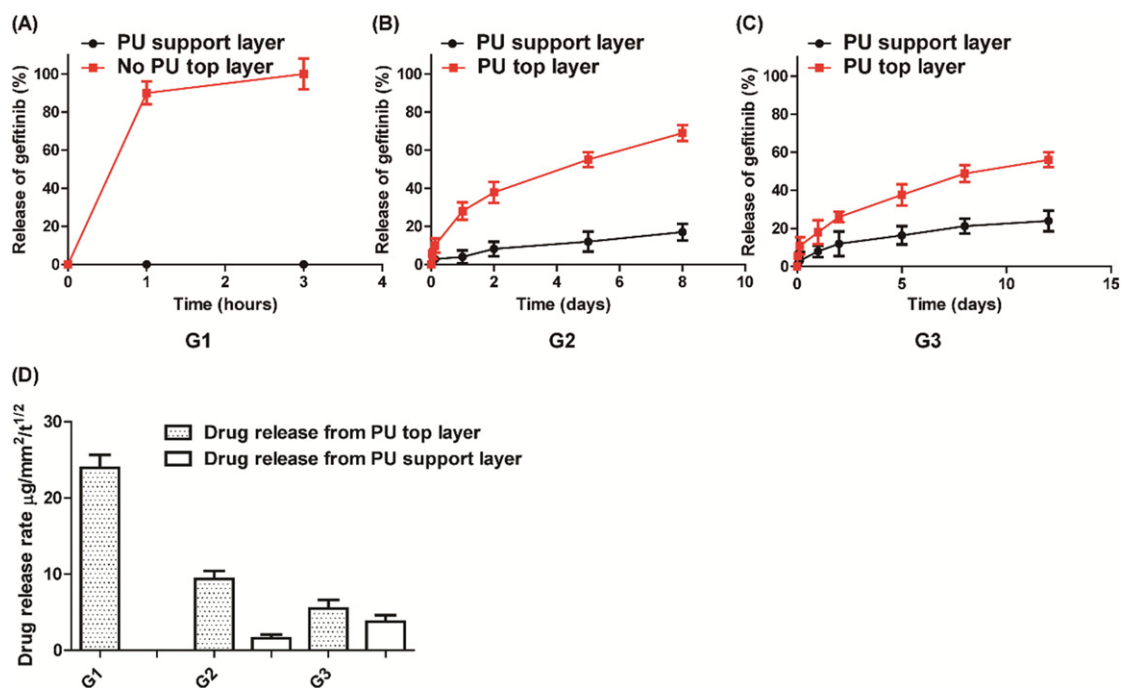 (A)
PU support layer
No PU top layer
Release of gefitinib (%)
100
80
60
40
20
0
0 1 2 3 4
Time (hours)
G1
(B)
PU support layer
PU top layer
Release of gefitinib (%)
100
80
60
40
20
0
0 2 4 6 8 10
Time (days)
G2
(C)
PU support layer
PU top layer
Release of gefitinib (%)
100
80
60
40
20
0
0 5 10 15
Time (days)
G3
(D)
Drug release from PU top layer
Drug release from PU support layer
Drug release rate µg/mm²/t¹/²
30
20
10
0
G1 G2 G3